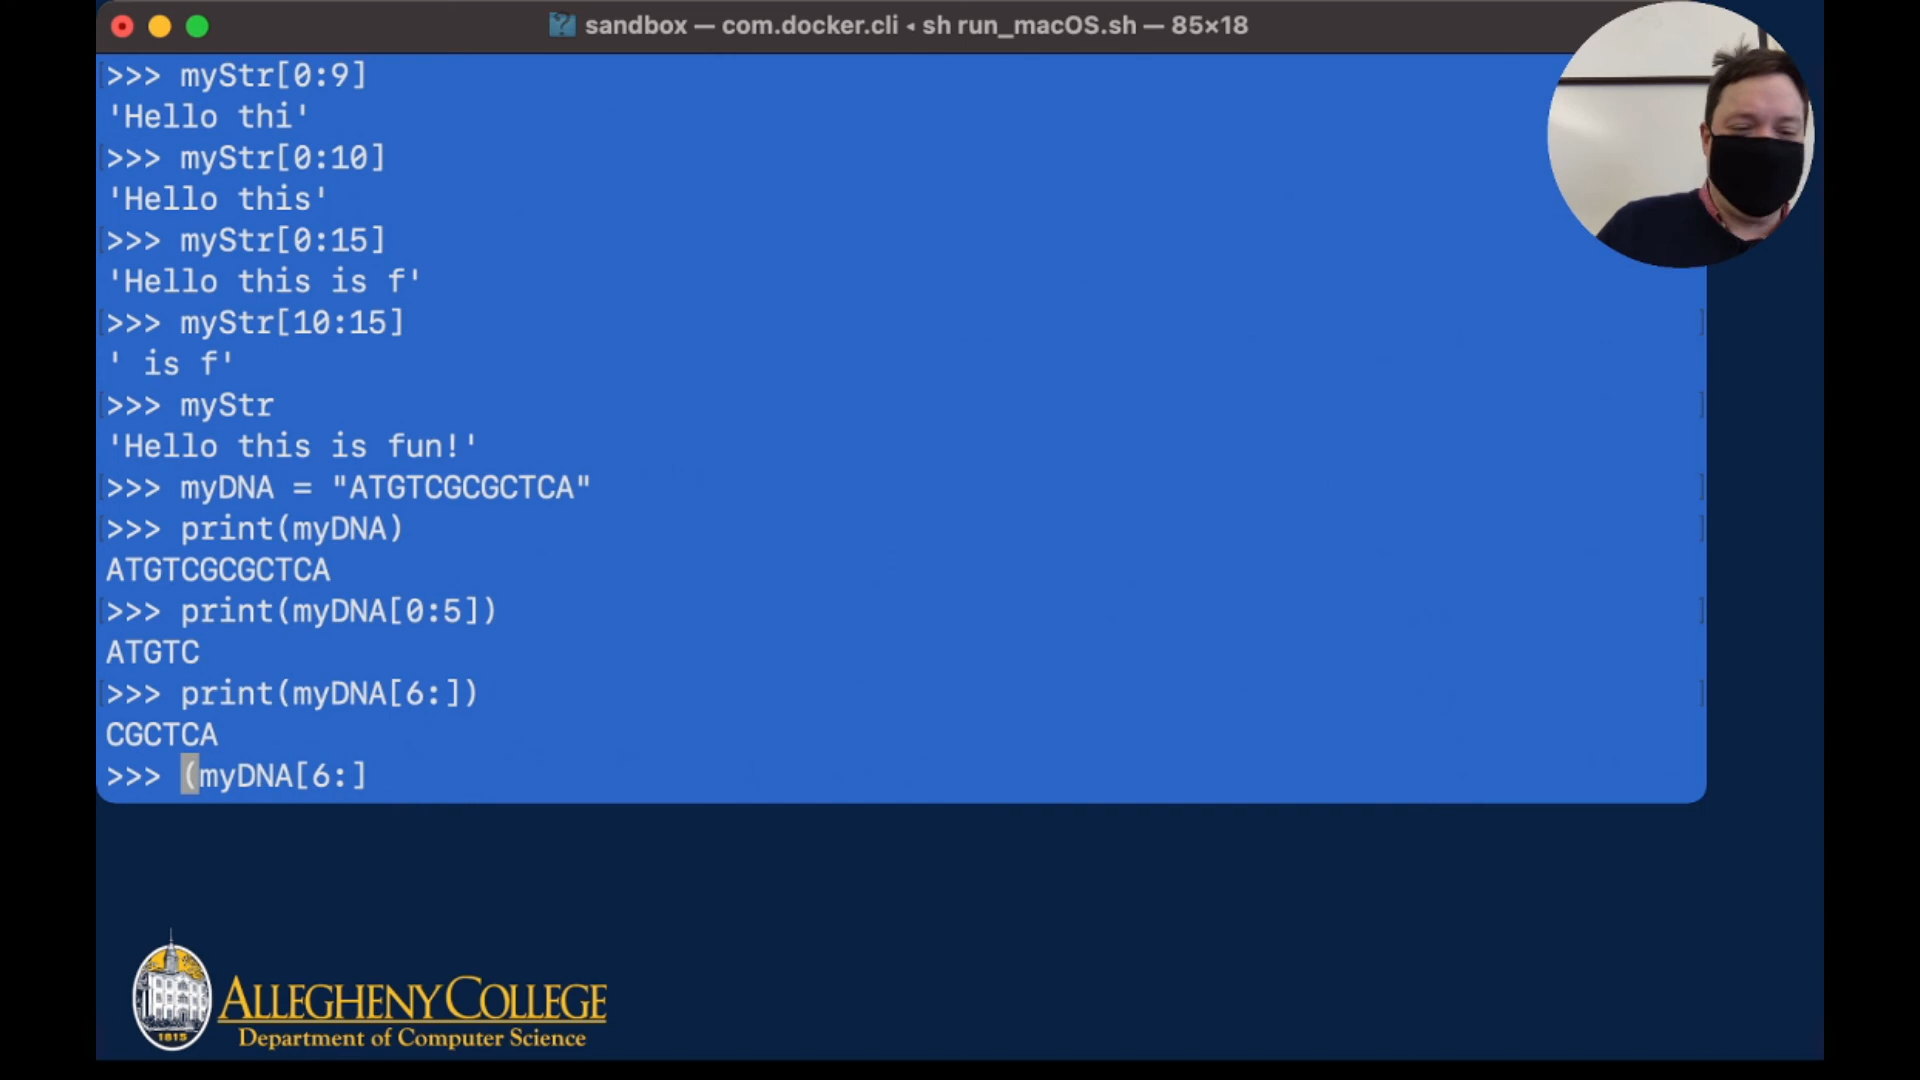 sandbox — com.docker.cli ◂ sh run_macOS.sh — 85×18
>>> myStr[0:9]
'Hello thi'
>>> myStr[0:10]
'Hello this'
>>> myStr[0:15]
'Hello this is f'
>>> myStr[10:15]
' is f'
>>> myStr
'Hello this is fun!'
>>> myDNA = "ATGTCGCGCTCA"
>>> print(myDNA)
ATGTCGCGCTCA
>>> print(myDNA[0:5])
ATGTC
>>> print(myDNA[6:])
CGCTCA
>>> (myDNA[6:]
1815
ALLEGHENY COLLEGE
Department of Computer Science